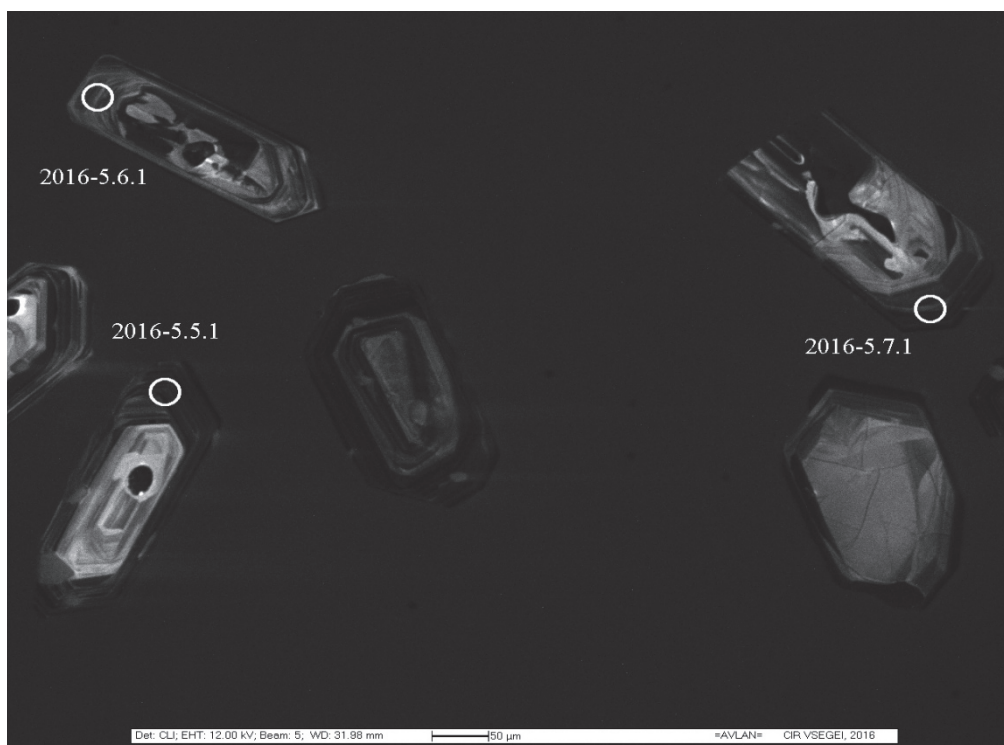 2016-5.6.1
2016-5.5.1
2016-5.7.1
Det: CLI; EHT: 12.00 kV; Beam: 5; WD: 31.98 mm 50 µm =AVLAN= CIR VSEGEI, 2016